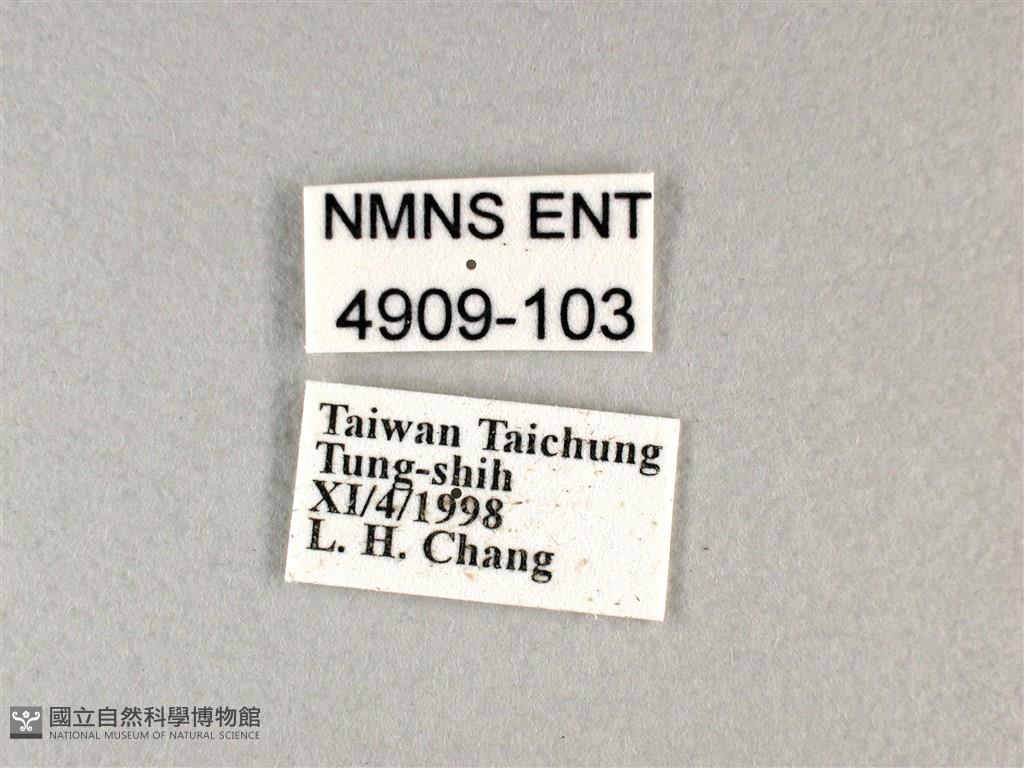 NMNS ENT
4909-103
Taiwan Taichung
Tung-shih
XI/4/1998
L. H. Chang
國立自然科學博物館
NATIONAL MUSEUM OF NATURAL SCIENCE